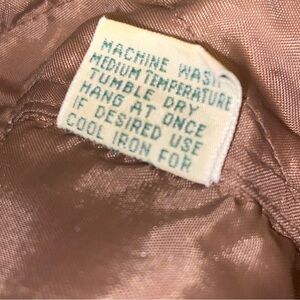 MACHINE WASH
MEDIUM TEMPERATURE
TUMBLE DRY
HANG AT ONCE
IF DESIRED USE
COOL IRON FOR